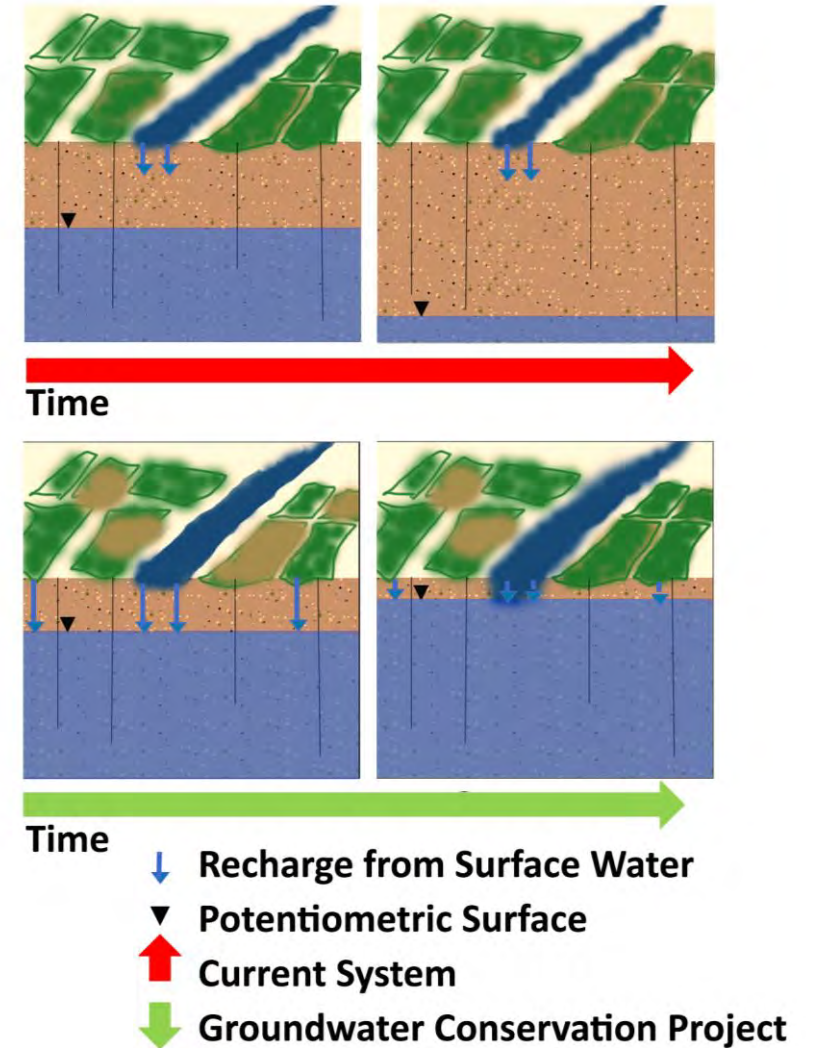 Time
Time
Recharge from Surface Water
Potentiometric Surface
Current System
Groundwater Conservation Project